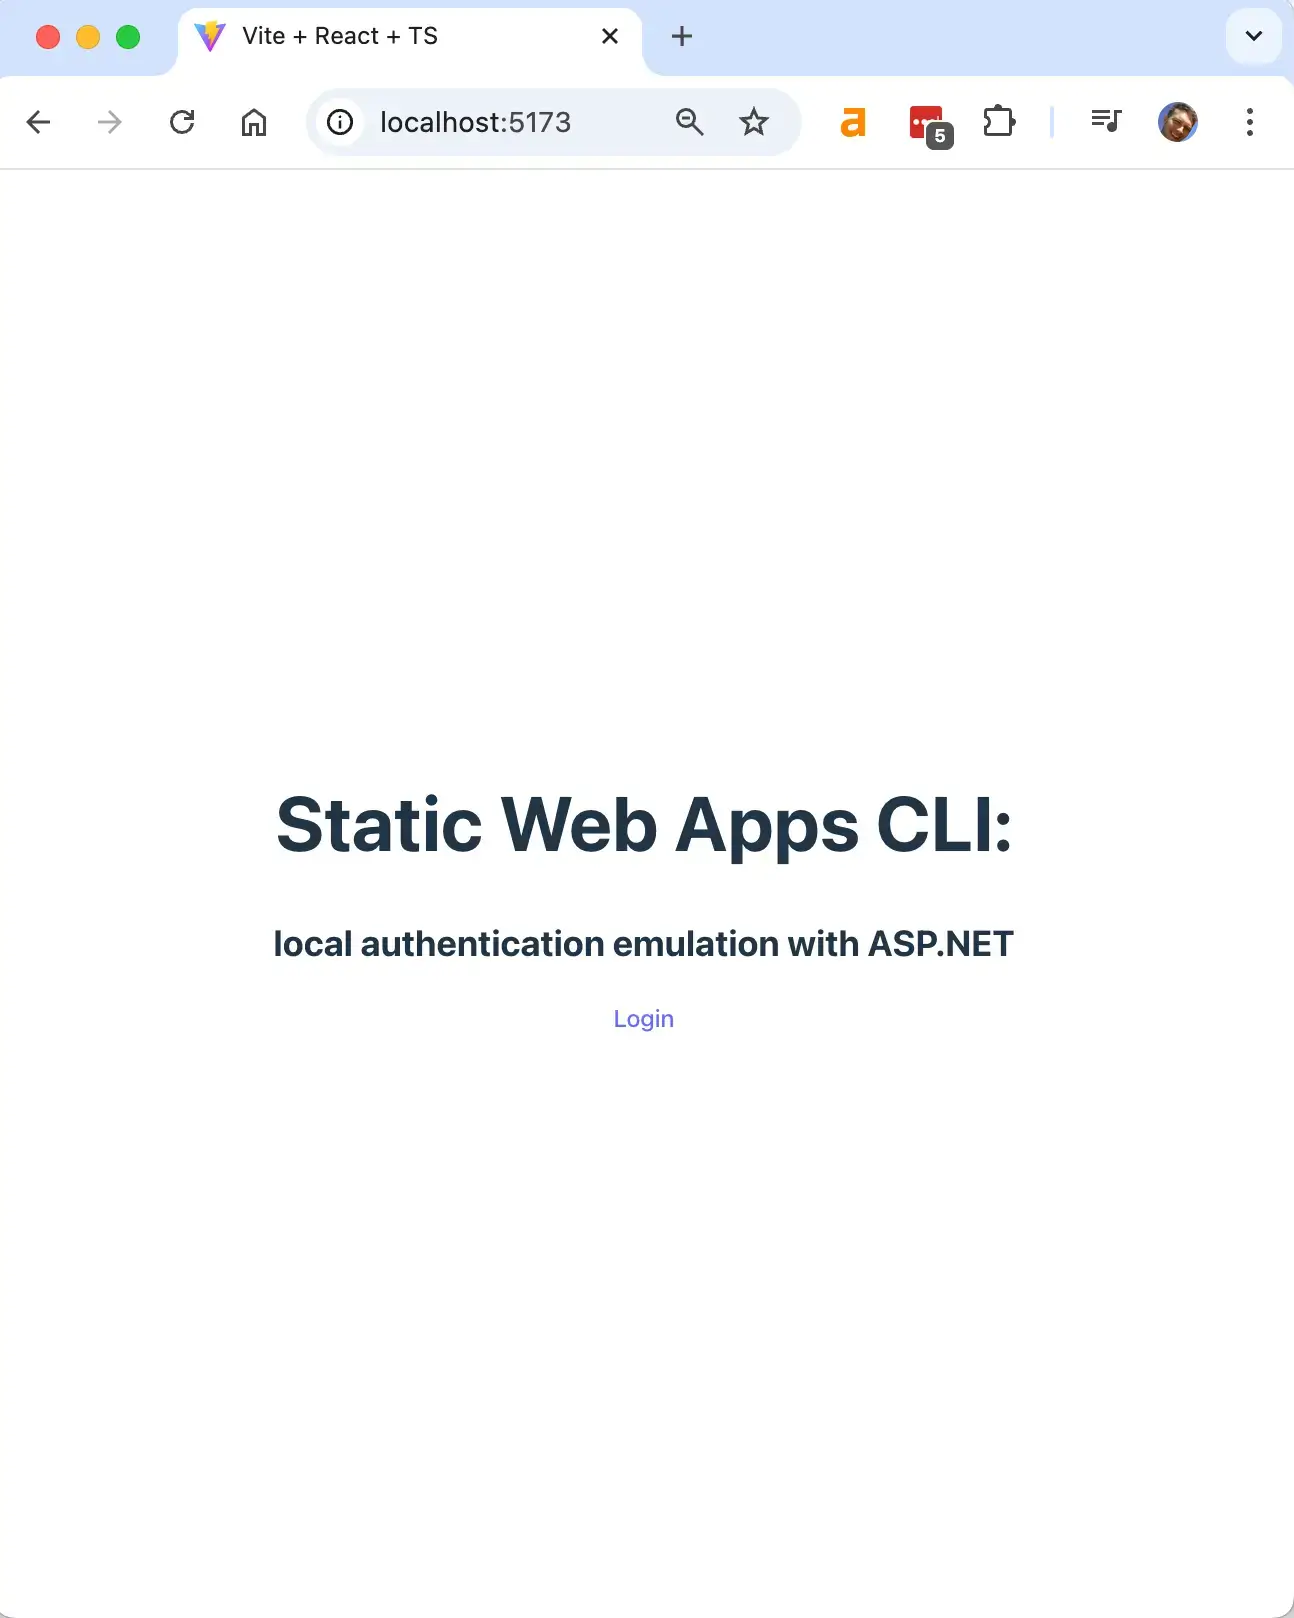 Vite + React + TS
localhost:5173
a
5
Static Web Apps CLI:
local authentication emulation with ASP.NET
Login